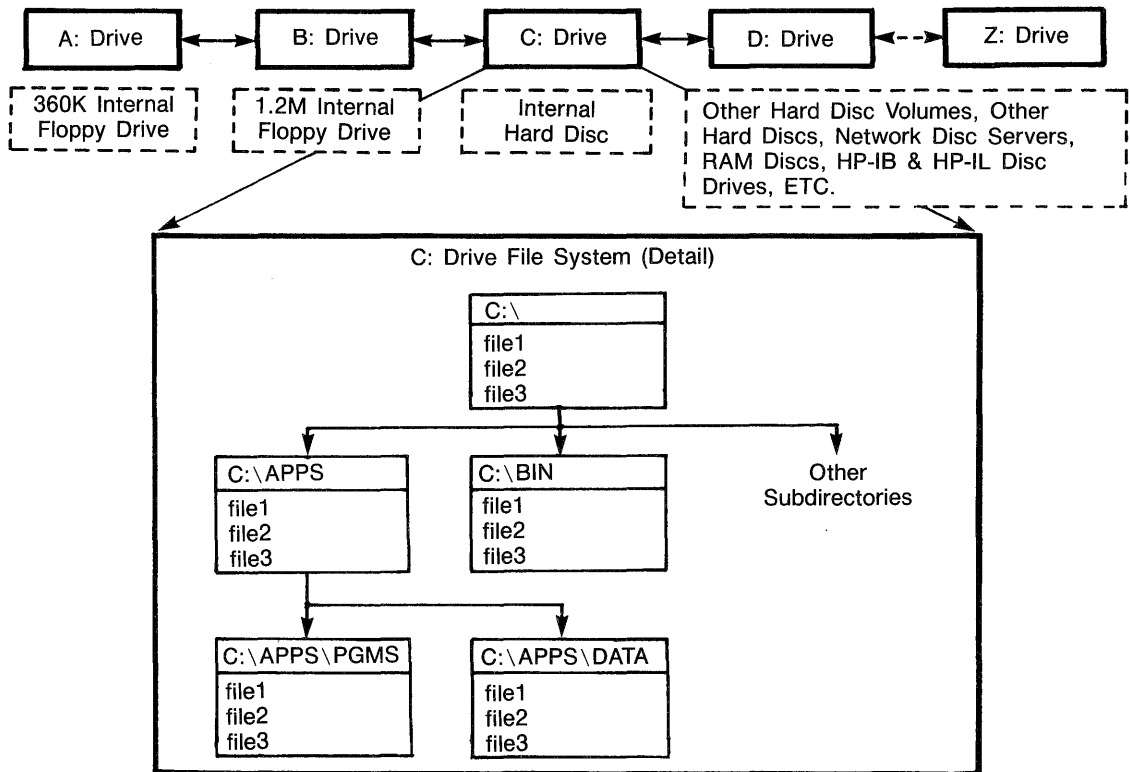 A: Drive
B: Drive
C: Drive
D: Drive
Z: Drive
360K Internal
Floppy Drive
1.2M Internal
Floppy Drive
Internal
Hard Disc
Other Hard Disc Volumes, Other
Hard Discs, Network Disc Servers,
RAM Discs, HP-IB & HP-IL Disc
Drives, ETC.
C: Drive File System (Detail)
C:\
file1
file2
file3
C:\APPS
file1
file2
file3
C:\BIN
file1
file2
file3
Other
Subdirectories
C:\APPS\PGMS
file1
file2
file3
C:\APPS\DATA
file1
file2
file3